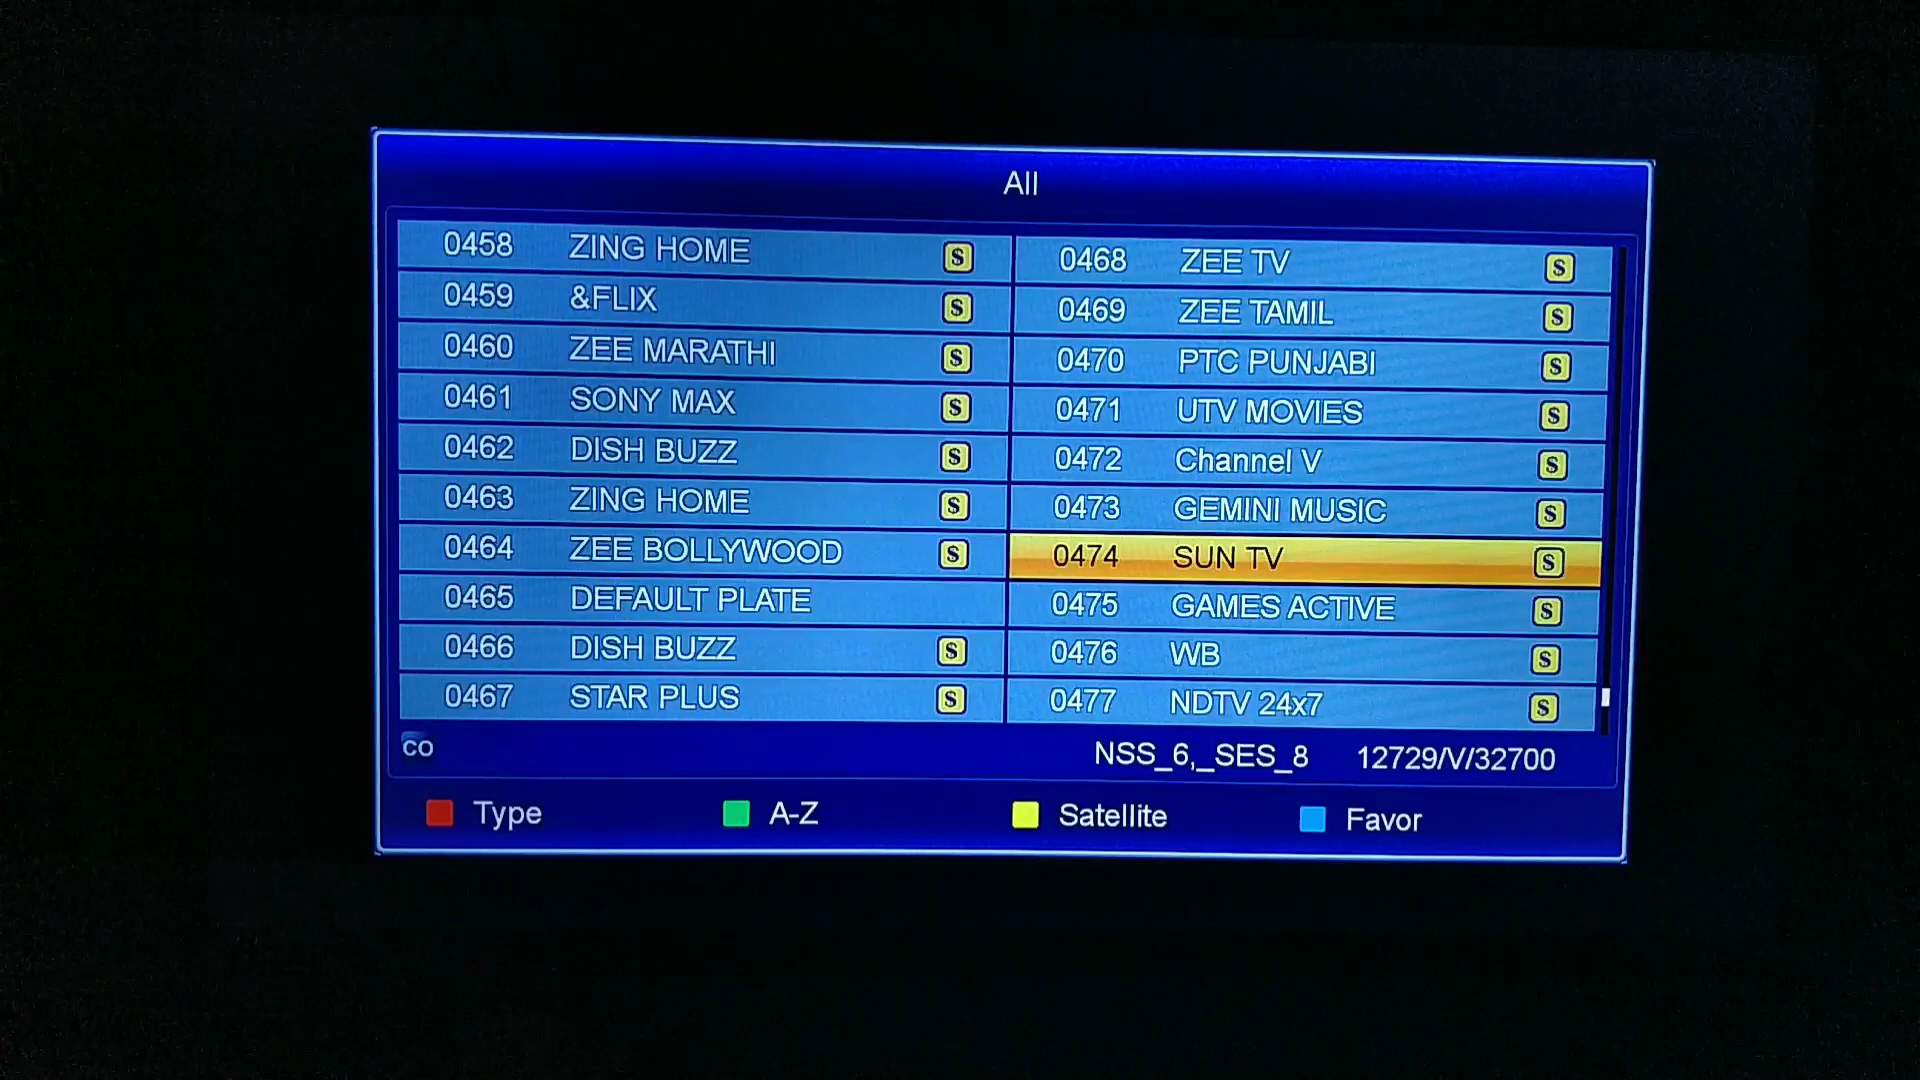 All
0458 ZING HOME S
0459 &FLIX S
0460 ZEE MARATHI S
0461 SONY MAX S
0462 DISH BUZZ S
0463 ZING HOME S
0464 ZEE BOLLYWOOD S
0465 DEFAULT PLATE
0466 DISH BUZZ S
0467 STAR PLUS S
0468 ZEE TV S
0469 ZEE TAMIL S
0470 PTC PUNJABI S
0471 UTV MOVIES S
0472 Channel V S
0473 GEMINI MUSIC S
0474 SUN TV S
0475 GAMES ACTIVE S
0476 WB S
0477 NDTV 24x7 S
CO
NSS_6,_SES_8 12729/V/32700
Type A-Z Satellite Favor